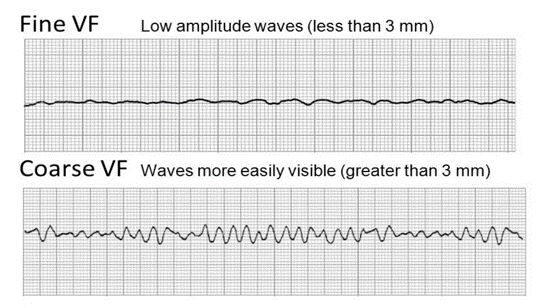 Fine VF Low amplitude waves (less than 3 mm)
Coarse VF Waves more easily visible (greater than 3 mm)